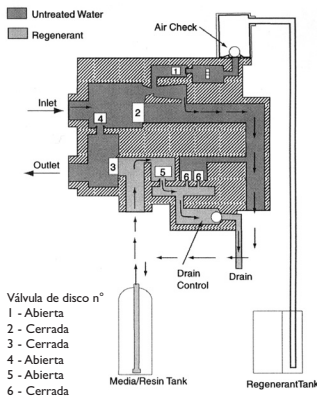 Untreated Water
Regenerant
Air Check
1
Inlet
4
2
Outlet
3
5
6 6
Drain Control
Drain
Válvula de disco nº
1 - Abierta
2 - Cerrada
3 - Cerrada
4 - Abierta
5 - Abierta
6 - Cerrada
Media/Resin Tank
RegenerantTank